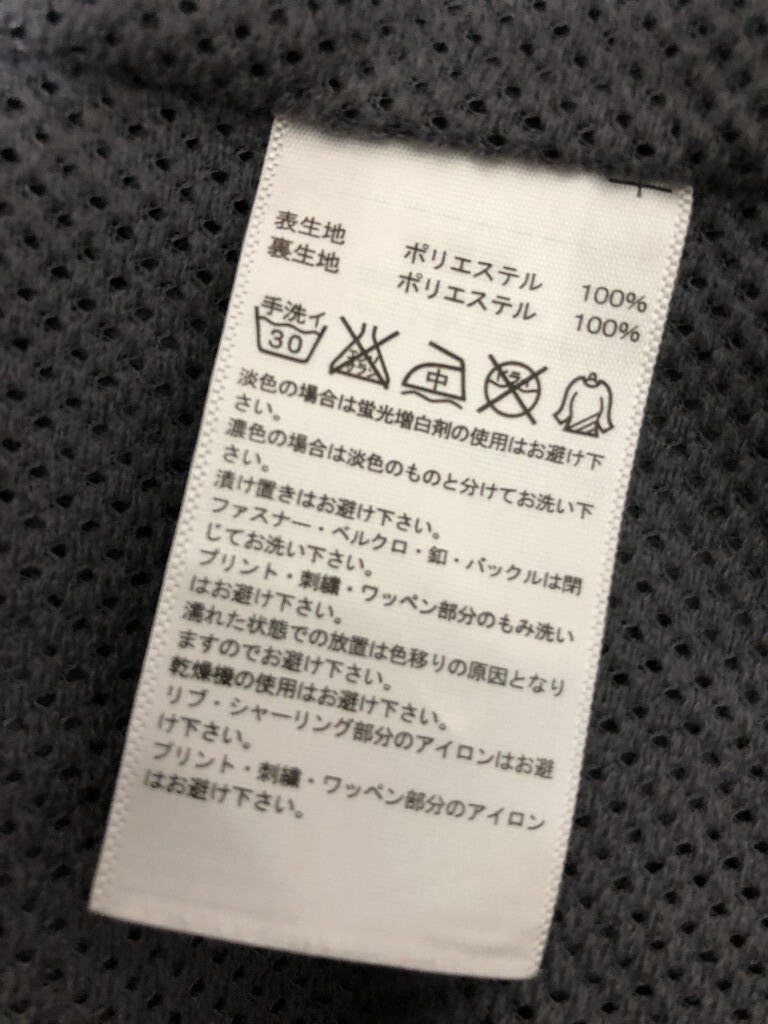 表生地 ポリエステル 100%
裏生地 ポリエステル 100%
手洗イ
30
エンソ
サラシ
中
ドライ
淡色の場合は蛍光増白剤の使用はお避け下
さい。
濃色の場合は淡色のものと分けてお洗い下
さい。
漬け置きはお避け下さい。
ファスナー・ベルクロ・釦・バックルは閉
じてお洗い下さい。
プリント・刺繍・ワッペン部分のもみ洗い
はお避け下さい。
濡れた状態での放置は色移りの原因となり
ますのでお避け下さい。
乾燥機の使用はお避け下さい。
リブ・シャーリング部分のアイロンはお避
け下さい。
プリント・刺繍・ワッペン部分のアイロン
はお避け下さい。